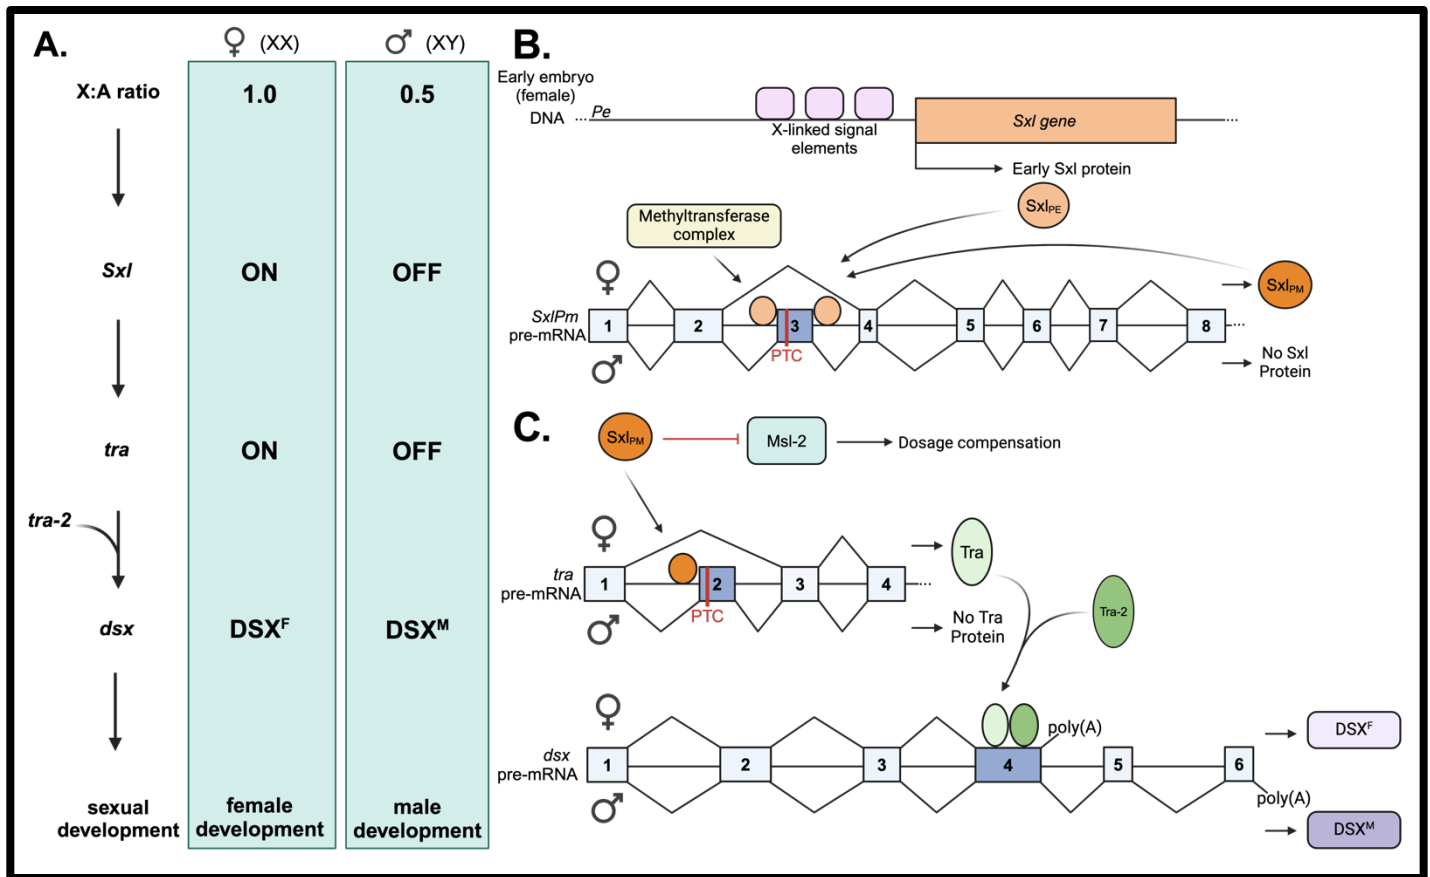 A.
♀ (XX)
♂ (XY)
X:A ratio
1.0
0.5
Sxl
ON
OFF
tra
ON
OFF
tra-2
dsx
DSXF
DSXM
sexual
development
female
development
male
development
B.
Early embryo
(female)
DNA
Pe
X-linked signal
elements
Sxl gene
Early Sxl protein
SxlPE
Methyltransferase
complex
♀
SxlPM
SxlPm
pre-mRNA
1 2 3 4 5 6 7 8
PTC
♂
No Sxl
Protein
C.
SxlPM
Msl-2
Dosage compensation
♀
Tra
tra
pre-mRNA
1 2 3 4
PTC
♂
No Tra
Protein
Tra-2
♀
poly(A)
DSXF
dsx
pre-mRNA
1 2 3 4 5 6
♂
poly(A)
DSXM